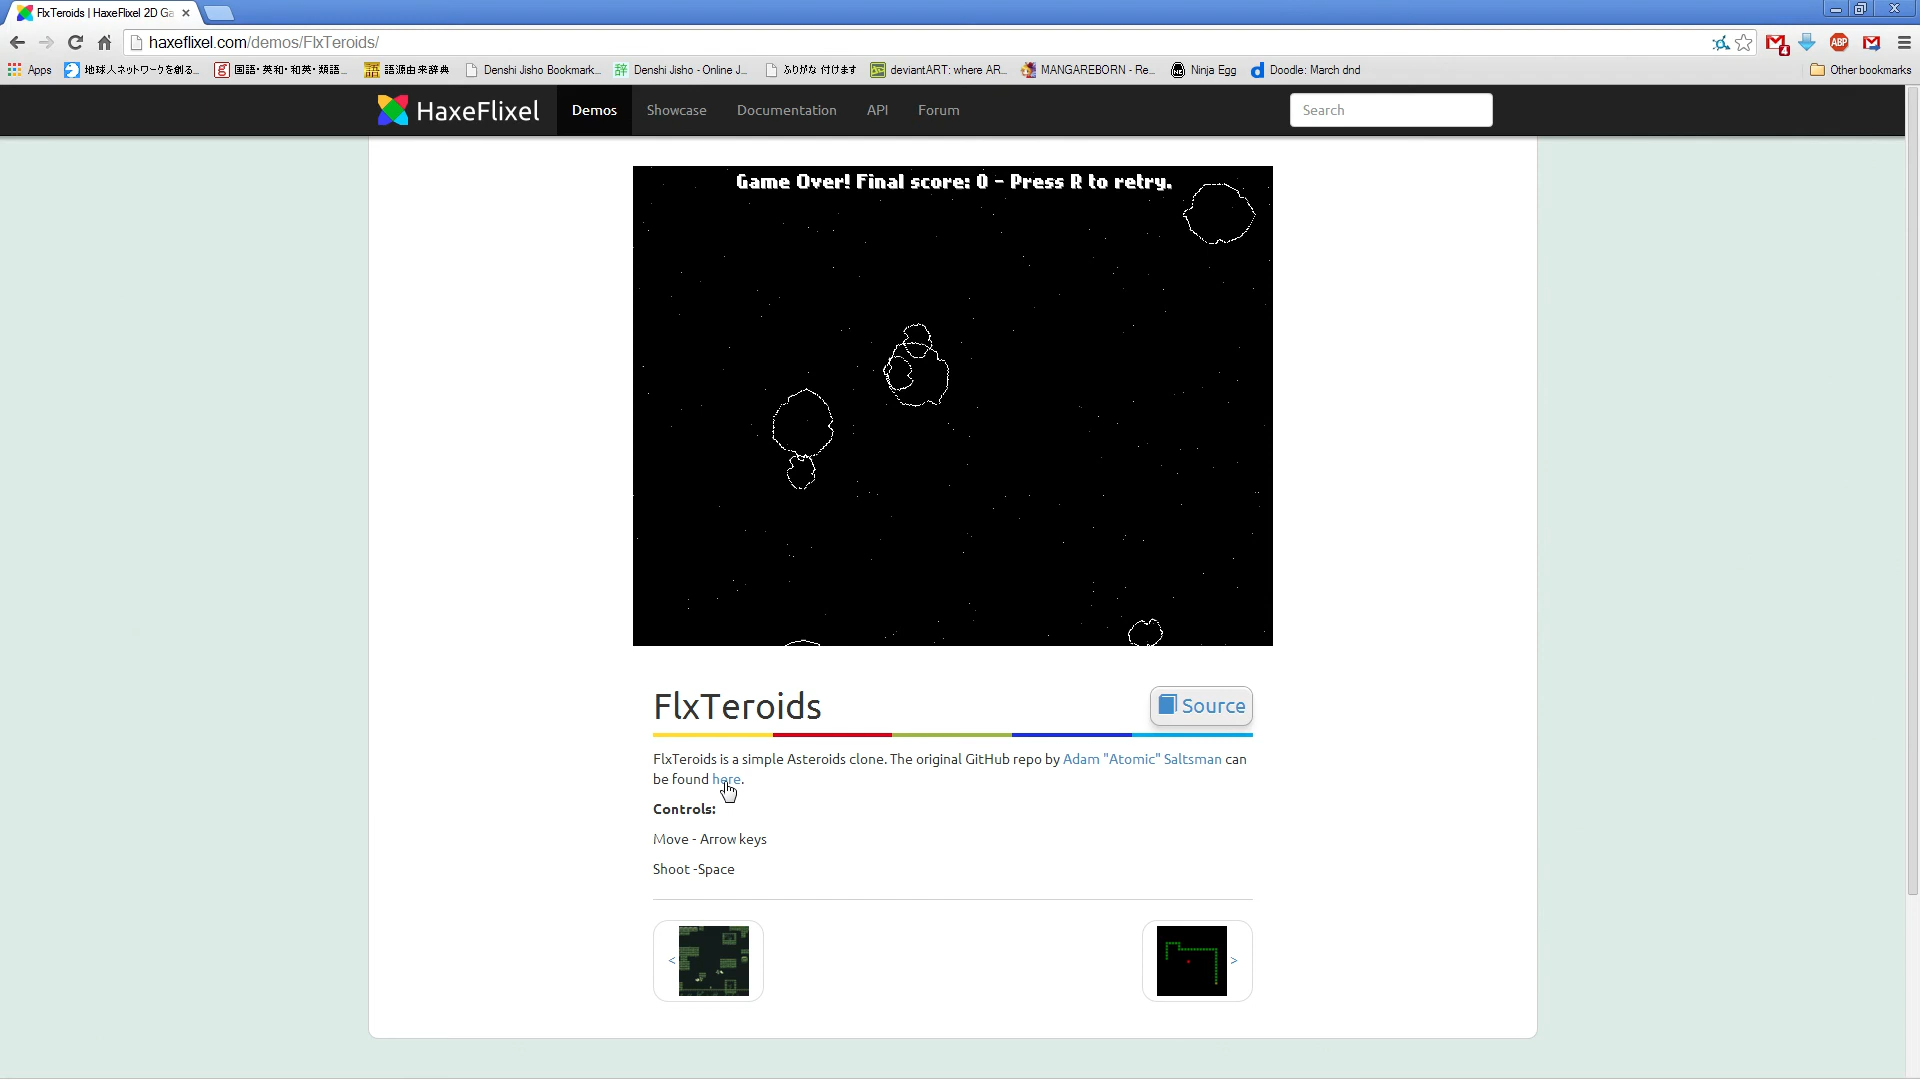 FlxTeroids | HaxeFlixel 2D Ga
haxeflixel.com/demos/FlxTeroids/
4
ABP
Apps
地球人ネットワークを創る...
g
国語・英和・和英・類語...
語
語源由来辞典
Denshi Jisho Bookmark...
辞
Denshi Jisho - Online J...
ふりがな 付けます
deviantART: where AR...
MANGAREBORN - Re...
Ninja Egg
d
Doodle: March dnd
Other bookmarks
HaxeFlixel
Demos
Showcase
Documentation
API
Forum
Search
Game Over! Final score: 0 - Press R to retry.
FlxTeroids
Source
FlxTeroids is a simple Asteroids clone. The original GitHub repo by Adam "Atomic" Saltsman can
be found here.
Controls:
Move - Arrow keys
Shoot -Space
<
>